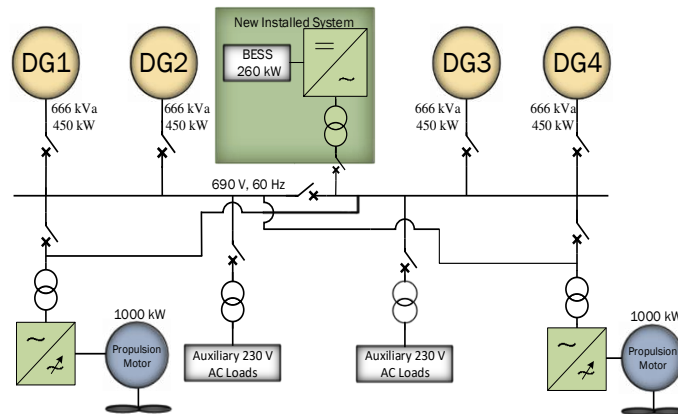 New Installed System
DG1
DG2
BESS
260 kW
DG3
DG4
666 kVa
450 kW
666 kVa
450 kW
666 kVa
450 kW
666 kVa
450 kW
690 V, 60 Hz
1000 kW
Propulsion
Motor
Auxiliary 230 V
AC Loads
Auxiliary 230 V
AC Loads
1000 kW
Propulsion
Motor